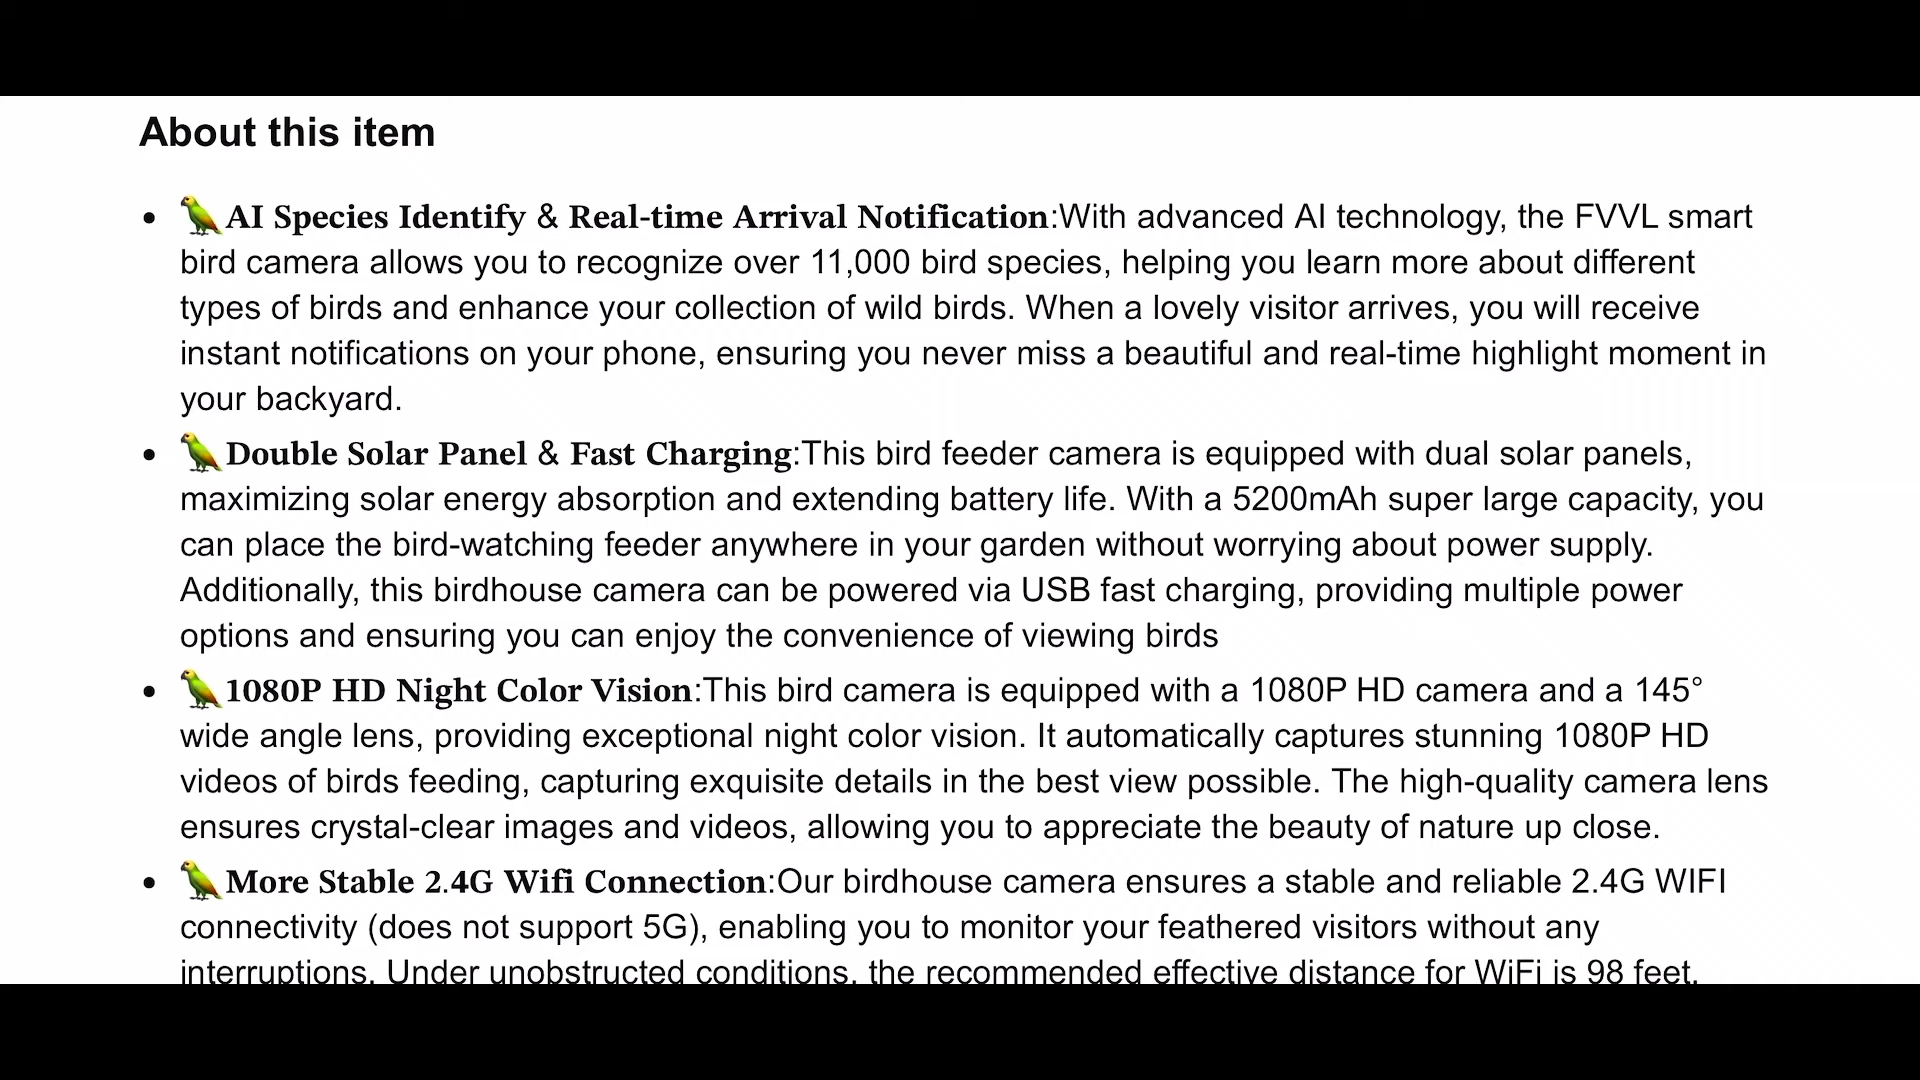 About this item
• 🦜AI Species Identify & Real-time Arrival Notification:With advanced AI technology, the FVVL smart
bird camera allows you to recognize over 11,000 bird species, helping you learn more about different
types of birds and enhance your collection of wild birds. When a lovely visitor arrives, you will receive
instant notifications on your phone, ensuring you never miss a beautiful and real-time highlight moment in
your backyard.
• 🦜Double Solar Panel & Fast Charging:This bird feeder camera is equipped with dual solar panels,
maximizing solar energy absorption and extending battery life. With a 5200mAh super large capacity, you
can place the bird-watching feeder anywhere in your garden without worrying about power supply.
Additionally, this birdhouse camera can be powered via USB fast charging, providing multiple power
options and ensuring you can enjoy the convenience of viewing birds
• 🦜1080P HD Night Color Vision:This bird camera is equipped with a 1080P HD camera and a 145°
wide angle lens, providing exceptional night color vision. It automatically captures stunning 1080P HD
videos of birds feeding, capturing exquisite details in the best view possible. The high-quality camera lens
ensures crystal-clear images and videos, allowing you to appreciate the beauty of nature up close.
• 🦜More Stable 2.4G Wifi Connection:Our birdhouse camera ensures a stable and reliable 2.4G WIFI
connectivity (does not support 5G), enabling you to monitor your feathered visitors without any
interruptions. Under unobstructed conditions, the recommended effective distance for WiFi is 98 feet.